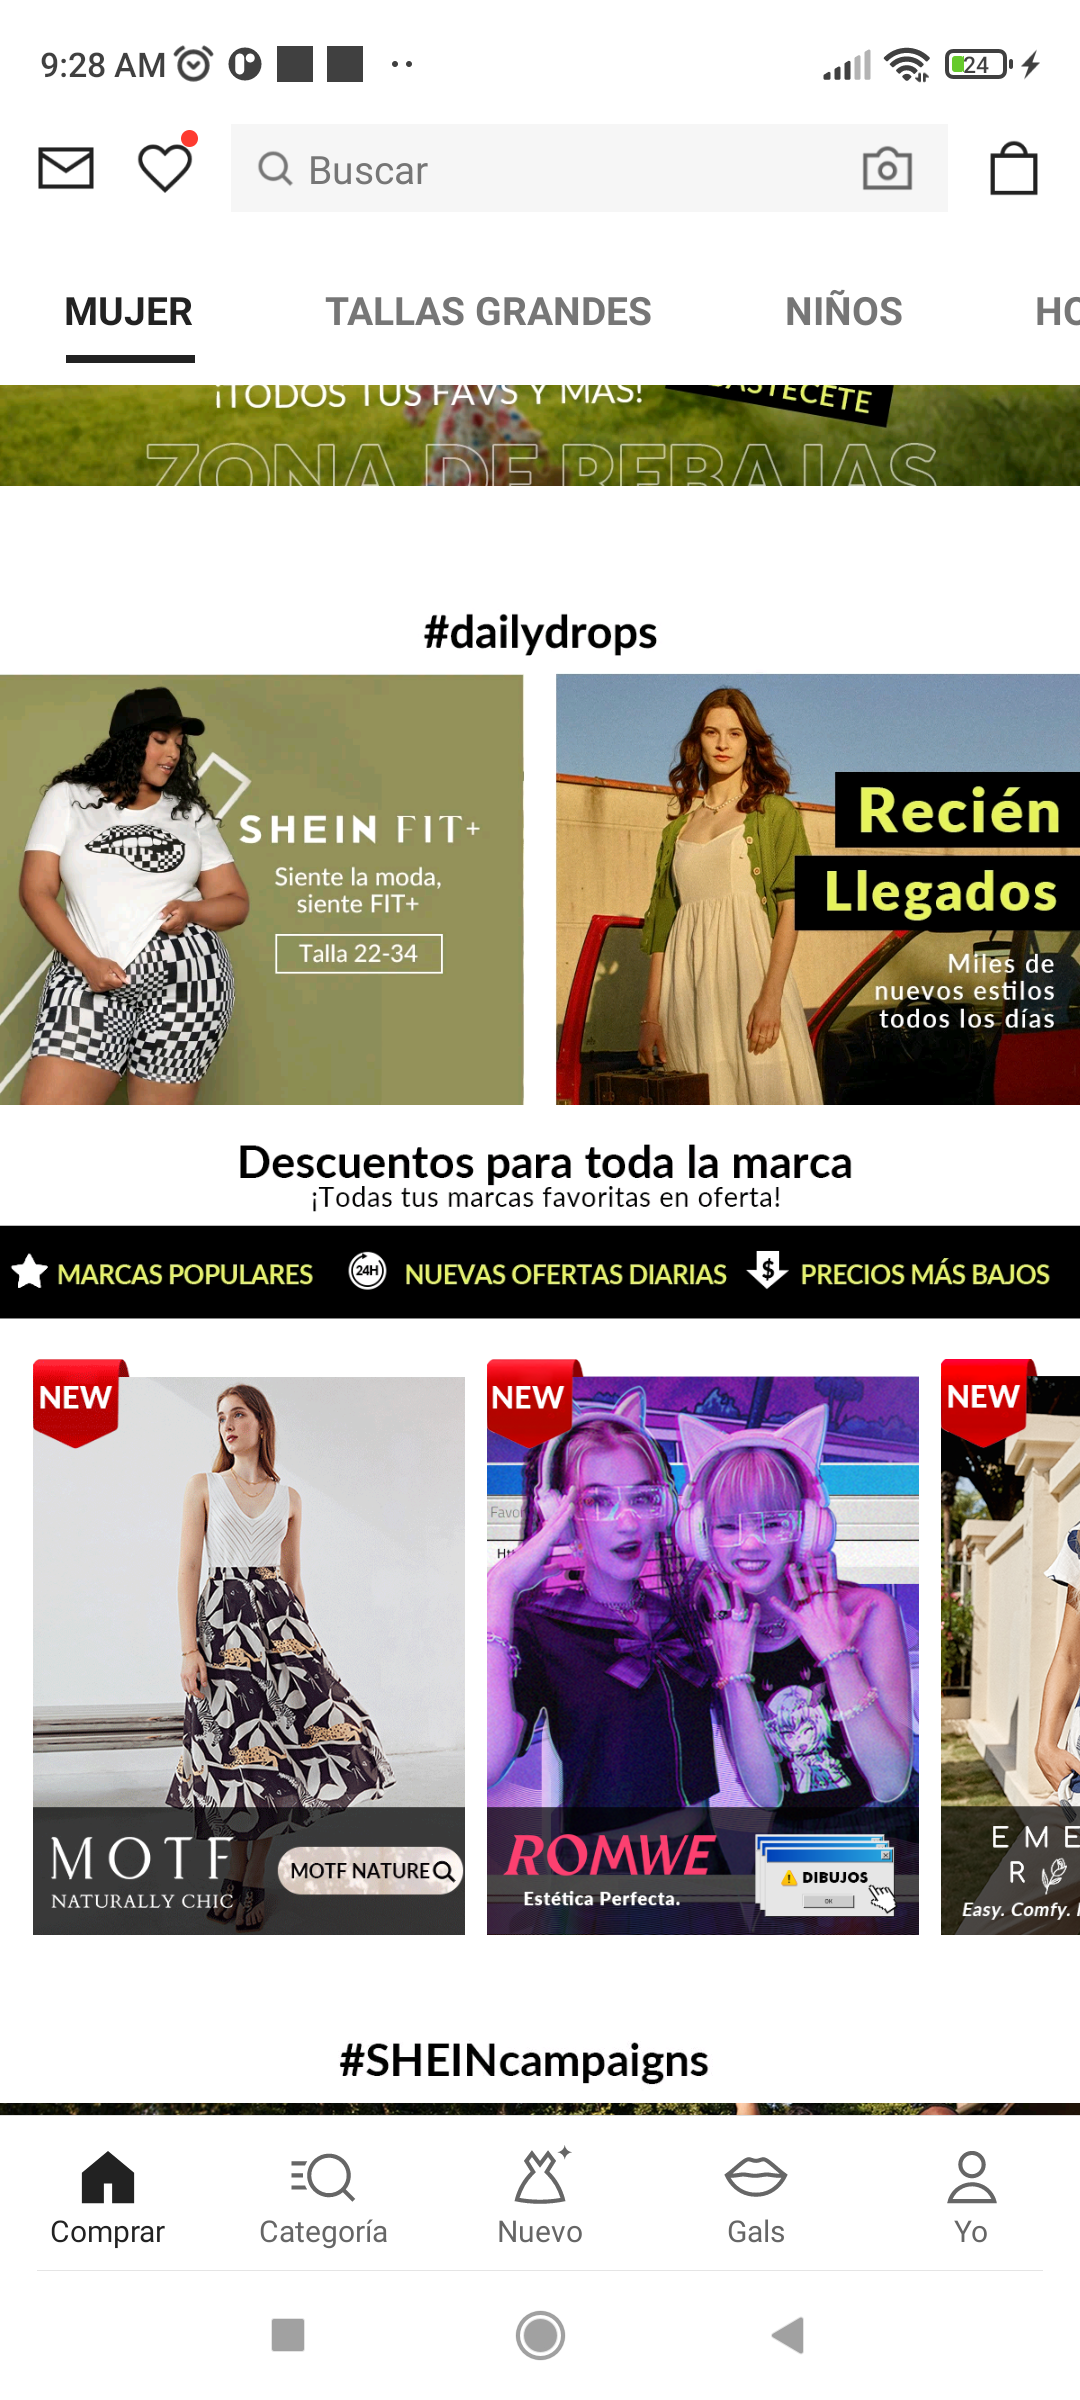 9:28 AM
24
Buscar
MUJER
TALLAS GRANDES
NIÑOS
¡TODOS TUS FAVS Y MÁS!
ZONA DE REBAJAS
#dailydrops
SHEIN FIT+
Siente la moda,
siente FIT+
Talla 22-34
Recién
Llegados
Miles de
nuevos estilos
todos los días
Descuentos para toda la marca
¡Todas tus marcas favoritas en oferta!
MARCAS POPULARES
24H
NUEVAS OFERTAS DIARIAS
$
PRECIOS MÁS BAJOS
NEW
MOTF
NATURALLY CHIC
MOTF NATURE
NEW
ROMWE
Estética Perfecta.
DIBUJOS
OK
NEW
EME
R
Easy. Comfy.
#SHEINcampaigns
Comprar
Categoría
Nuevo
Gals
Yo